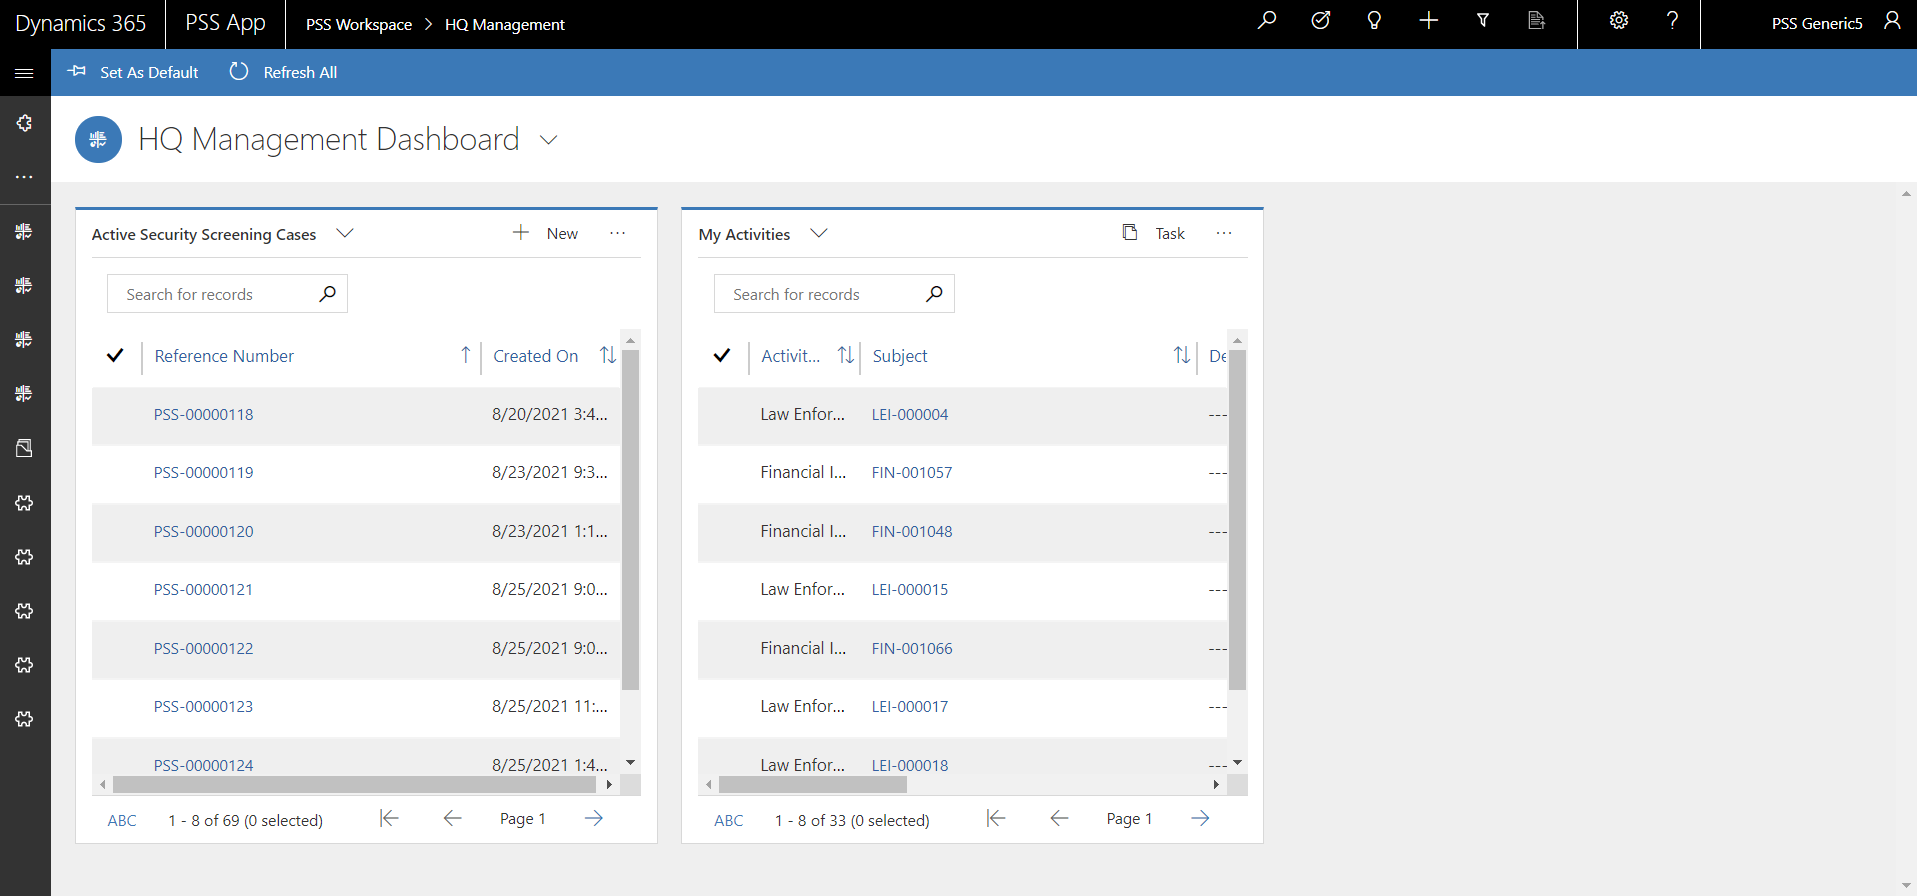 Dynamics 365 PSS App PSS Workspace > HQ Management PSS Generic5
Set As Default Refresh All
HQ Management Dashboard
Active Security Screening Cases New ...
Search for records
Reference Number Created On
PSS-00000118 8/20/2021 3:4...
PSS-00000119 8/23/2021 9:3...
PSS-00000120 8/23/2021 1:1...
PSS-00000121 8/25/2021 9:0...
PSS-00000122 8/25/2021 9:0...
PSS-00000123 8/25/2021 11:...
PSS-00000124 8/25/2021 1:4...
ABC 1 - 8 of 69 (0 selected) Page 1
My Activities Task ...
Search for records
Activit... Subject De
Law Enfor... LEI-000004 ---
Financial I... FIN-001057 ---
Financial I... FIN-001048 ---
Law Enfor... LEI-000015 ---
Financial I... FIN-001066 ---
Law Enfor... LEI-000017 ---
Law Enfor... LEI-000018 ---
ABC 1 - 8 of 33 (0 selected) Page 1